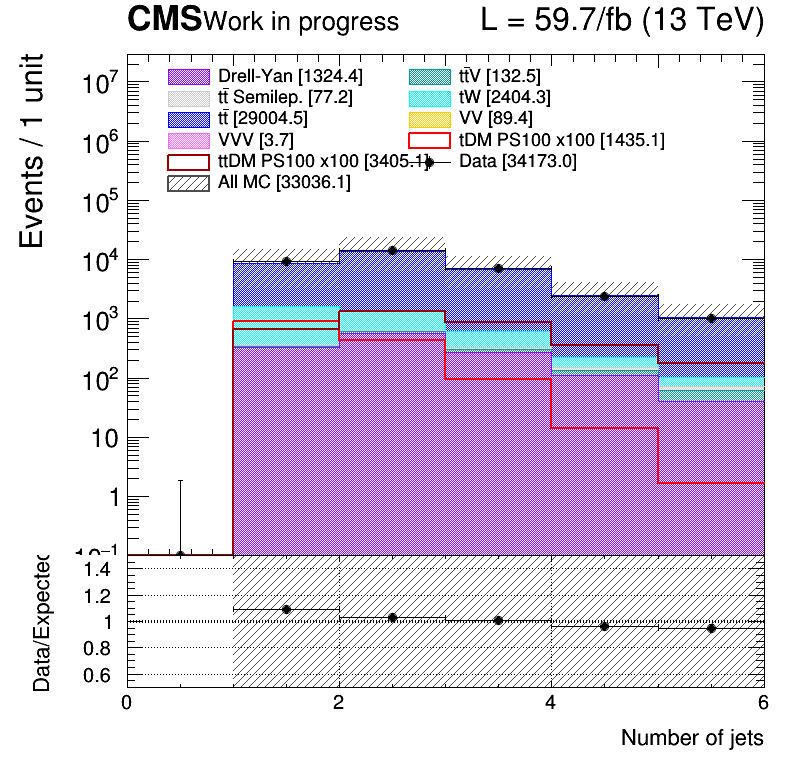 CMS Work in progress L = 59.7/fb (13 TeV)
Events / 1 unit
10⁷
10⁶
10⁵
10⁴
10³
10²
10
1
10⁻¹
Drell-Yan [1324.4] tt̄V [132.5]
tt̄ Semilep. [77.2] tW [2404.3]
tt̄ [29004.5] VV [89.4]
VVV [3.7] tDM PS100 x100 [1435.1]
ttDM PS100 x100 [3405.1] Data [34173.0]
All MC [33036.1]
Data/Expected
1.4
1.2
1
0.8
0.6
0 2 4 6
Number of jets